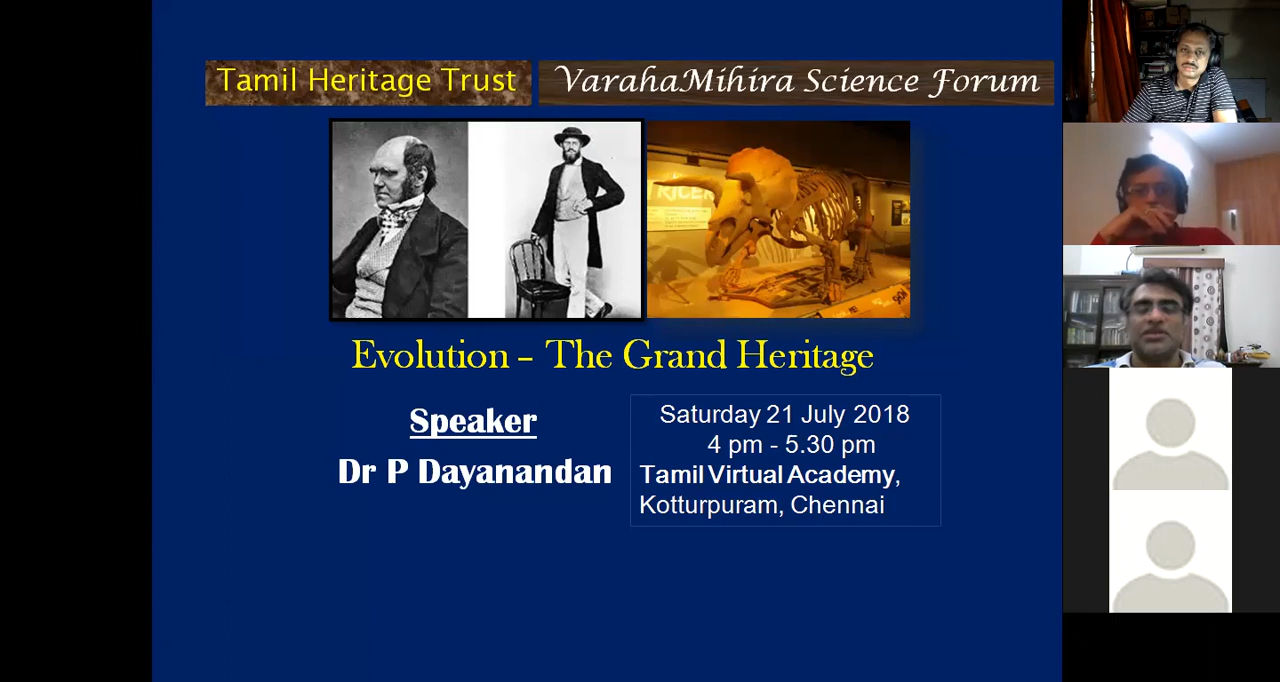 Tamil Heritage Trust
VarahaMihira Science Forum
Evolution – The Grand Heritage
Speaker
Dr P Dayanandan
Saturday 21 July 2018
4 pm - 5.30 pm
Tamil Virtual Academy,
Kotturpuram, Chennai